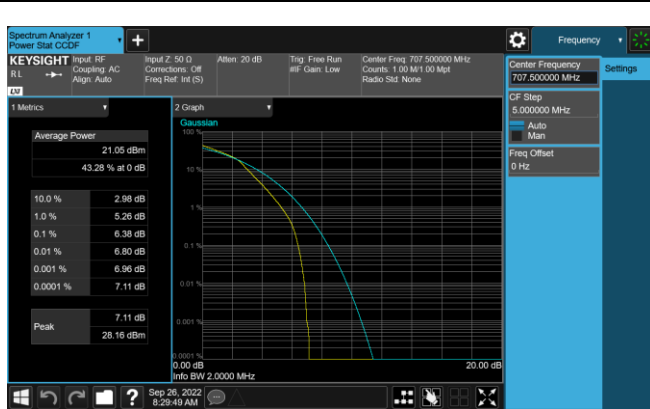 Spectrum Analyzer 1
Power Stat CCDF
KEYSIGHT
RL
LXI
Input: RF
Coupling: AC
Align: Auto
Input Z: 50 Ω
Corrections: Off
Freq Ref: Int (S)
Atten: 20 dB
Trig: Free Run
#IF Gain: Low
Center Freq: 707.500000 MHz
Counts: 1.00 M/1.00 Mpt
Radio Std: None
1 Metrics
Average Power
21.05 dBm
43.28 % at 0 dB
10.0 % 2.98 dB
1.0 % 5.26 dB
0.1 % 6.38 dB
0.01 % 6.80 dB
0.001 % 6.96 dB
0.0001 % 7.11 dB
Peak
7.11 dB
28.16 dBm
2 Graph
Gaussian
100 %
10 %
1 %
0.1 %
0.01 %
0.001 %
0.0001 %
0.00 dB 20.00 dB
Info BW 2.0000 MHz
Frequency
Center Frequency
707.500000 MHz
Settings
CF Step
5.000000 MHz
Auto
Man
Freq Offset
0 Hz
?
Sep 26, 2022
8:29:49 AM